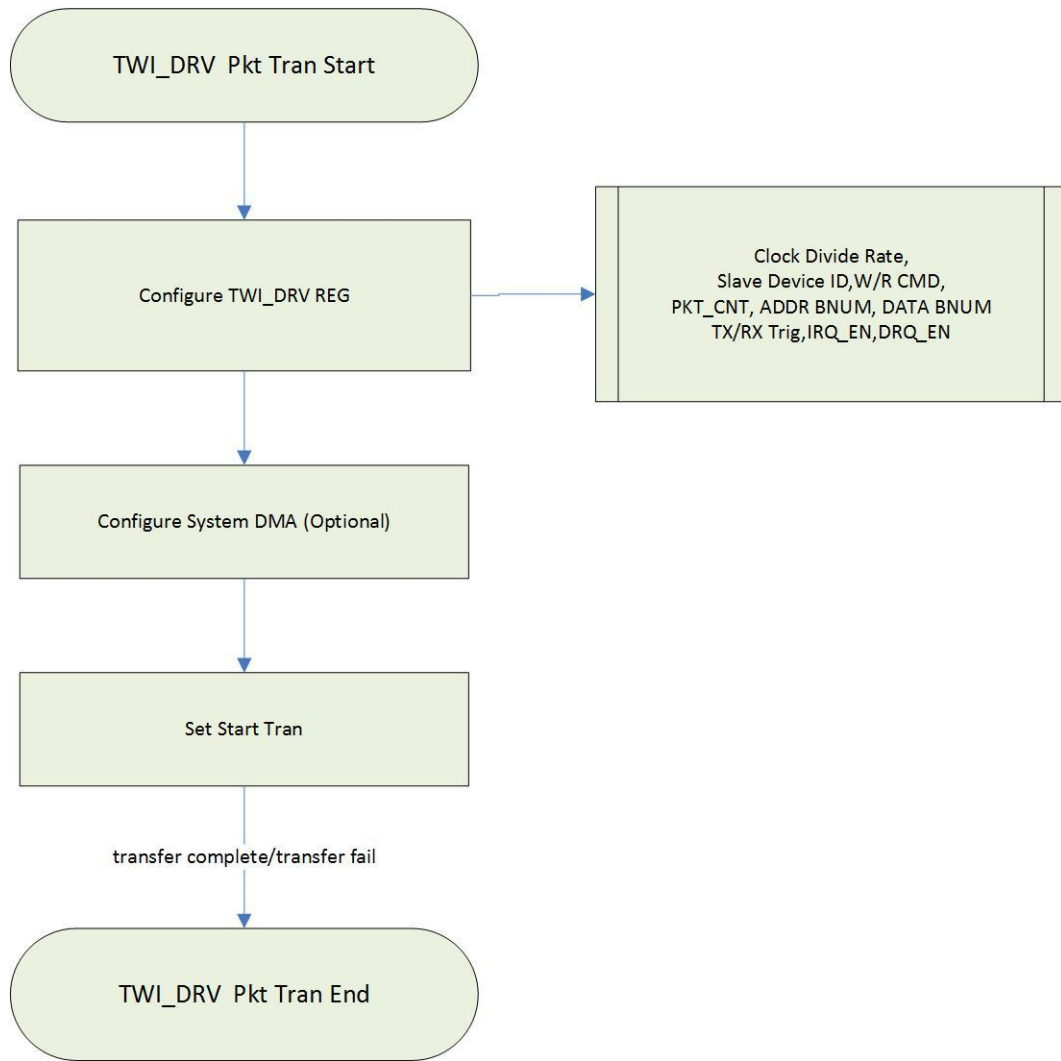 TWI_DRV Pkt Tran Start
Configure TWI_DRV REG
Clock Divide Rate,
Slave Device ID,W/R CMD,
PKT_CNT, ADDR BNUM, DATA BNUM
TX/RX Trig,IRQ_EN,DRQ_EN
Configure System DMA (Optional)
Set Start Tran
transfer complete/transfer fail
TWI_DRV Pkt Tran End